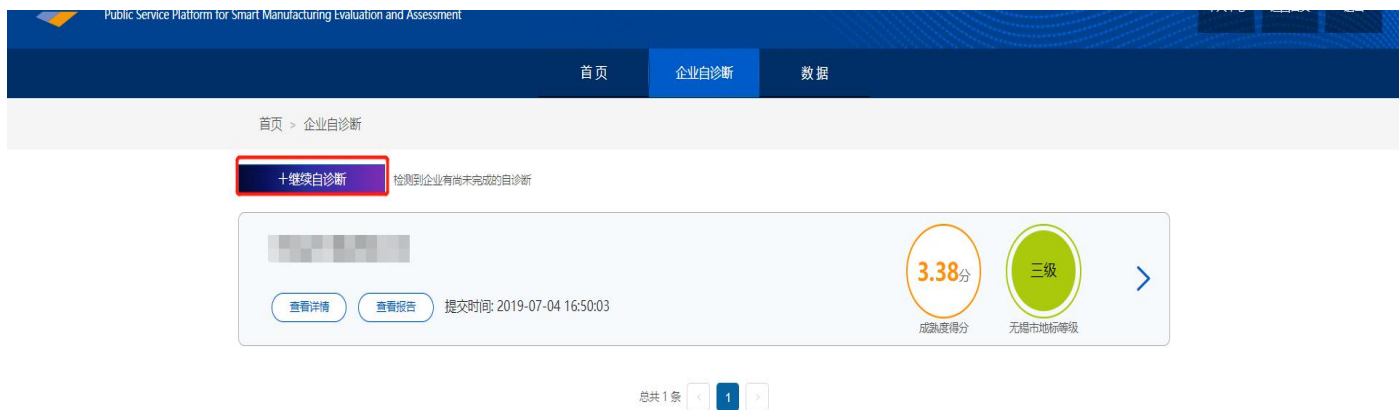 Public Service Platform for Smart Manufacturing Evaluation and Assessment
首页 企业自诊断 数据
首页 > 企业自诊断
十继续自诊断 检测到企业有尚未完成的自诊断
3.38分 三级
查看详情 查看报告 提交时间: 2019-07-04 16:50:03
成熟度得分 无锡市地标等级
总共 1 条 < 1 >